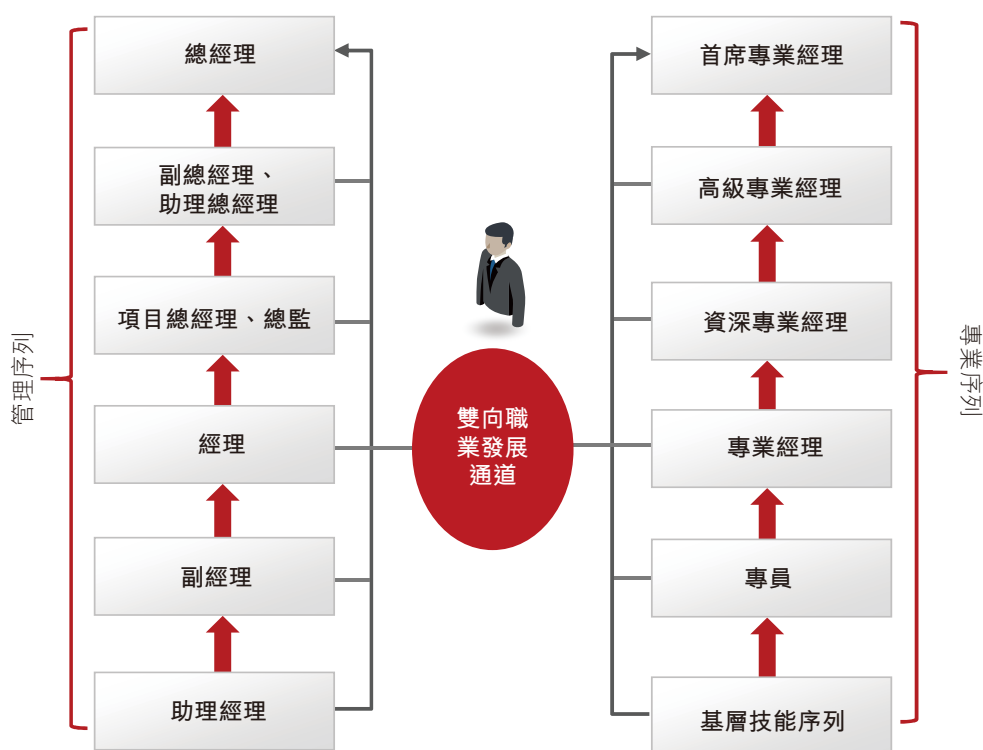 管理序列
總經理
副總經理、
助理總經理
項目總經理、總監
經理
副經理
助理經理
雙向職
業發展
通道
首席專業經理
高級專業經理
資深專業經理
專業經理
專員
基層技能序列
專業序列